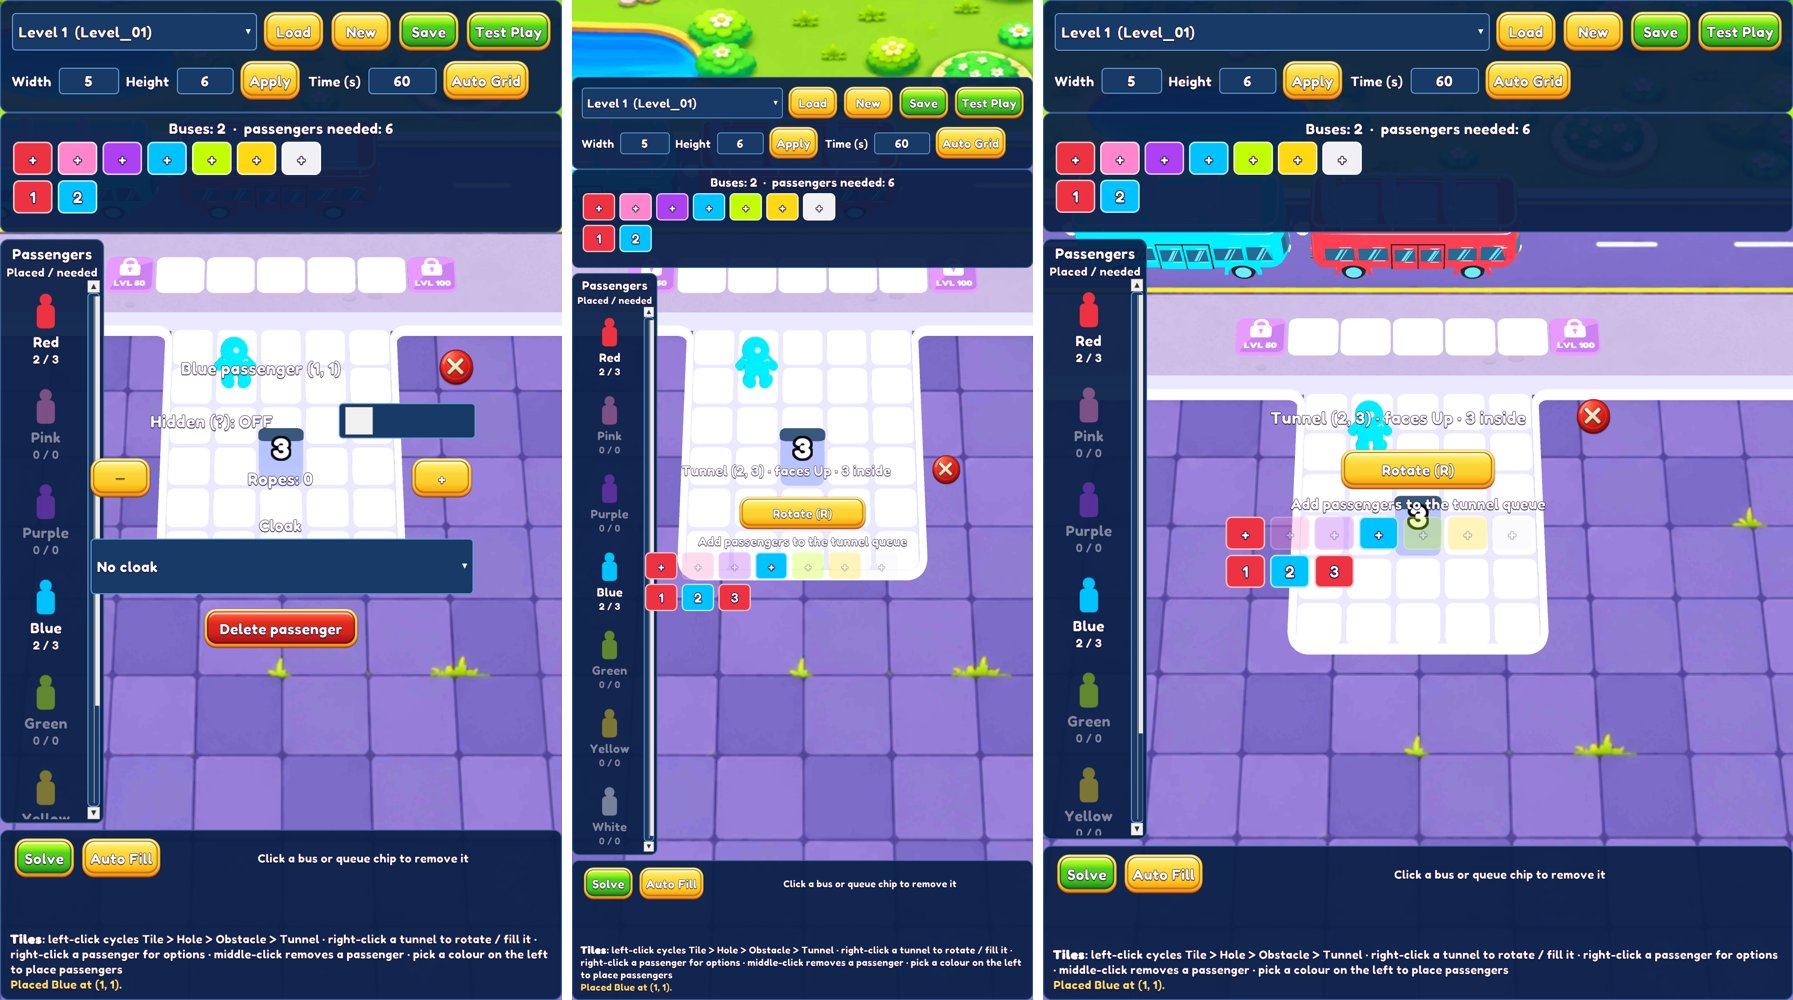 Level 1 (Level_01)
Load
New
Save
Test Play
Width
5
Height
6
Apply
Time (s)
60
Auto Grid
Buses: 2 · passengers needed: 6
+
+
+
+
+
+
+
1
2
Passengers
Placed / needed
Red
2 / 3
Pink
0 / 0
Purple
0 / 0
Blue
2 / 3
Green
0 / 0
Yellow
LVL 50
LVL 100
Blue passenger (1, 1)
Hidden (?): OFF
3
–
Ropes: 0
+
Cloak
No cloak
Delete passenger
Solve
Auto Fill
Click a bus or queue chip to remove it
Tiles: left-click cycles Tile > Hole > Obstacle > Tunnel · right-click a tunnel to rotate / fill it ·
right-click a passenger for options · middle-click removes a passenger · pick a colour on the left
to place passengers
Placed Blue at (1, 1).
Level 1 (Level_01)
Load
New
Save
Test Play
Width
5
Height
6
Apply
Time (s)
60
Auto Grid
Buses: 2 · passengers needed: 6
+
+
+
+
+
+
+
1
2
Passengers
Placed / needed
Red
2 / 3
Pink
0 / 0
Purple
0 / 0
Blue
2 / 3
Green
0 / 0
Yellow
0 / 0
White
0 / 0
50
LVL 100
3
Tunnel (2, 3) · faces Up · 3 inside
Rotate (R)
Add passengers to the tunnel queue
+
+
+
+
+
+
+
1
2
3
Solve
Auto Fill
Click a bus or queue chip to remove it
Tiles: left-click cycles Tile > Hole > Obstacle > Tunnel · right-click a tunnel to rotate / fill it ·
right-click a passenger for options · middle-click removes a passenger · pick a colour on the left
to place passengers
Placed Blue at (1, 1).
Level 1 (Level_01)
Load
New
Save
Test Play
Width
5
Height
6
Apply
Time (s)
60
Auto Grid
Buses: 2 · passengers needed: 6
+
+
+
+
+
+
+
1
2
Passengers
Placed / needed
Red
2 / 3
Pink
0 / 0
Purple
0 / 0
Blue
2 / 3
Green
0 / 0
Yellow
0 / 0
LVL 50
LVL 100
Tunnel (2, 3) · faces Up · 3 inside
Rotate (R)
Add passengers to the tunnel queue
3
+
+
+
+
+
+
+
1
2
3
Solve
Auto Fill
Click a bus or queue chip to remove it
Tiles: left-click cycles Tile > Hole > Obstacle > Tunnel · right-click a tunnel to rotate / fill it · right-click a passenger for options
· middle-click removes a passenger · pick a colour on the left to place passengers
Placed Blue at (1, 1).